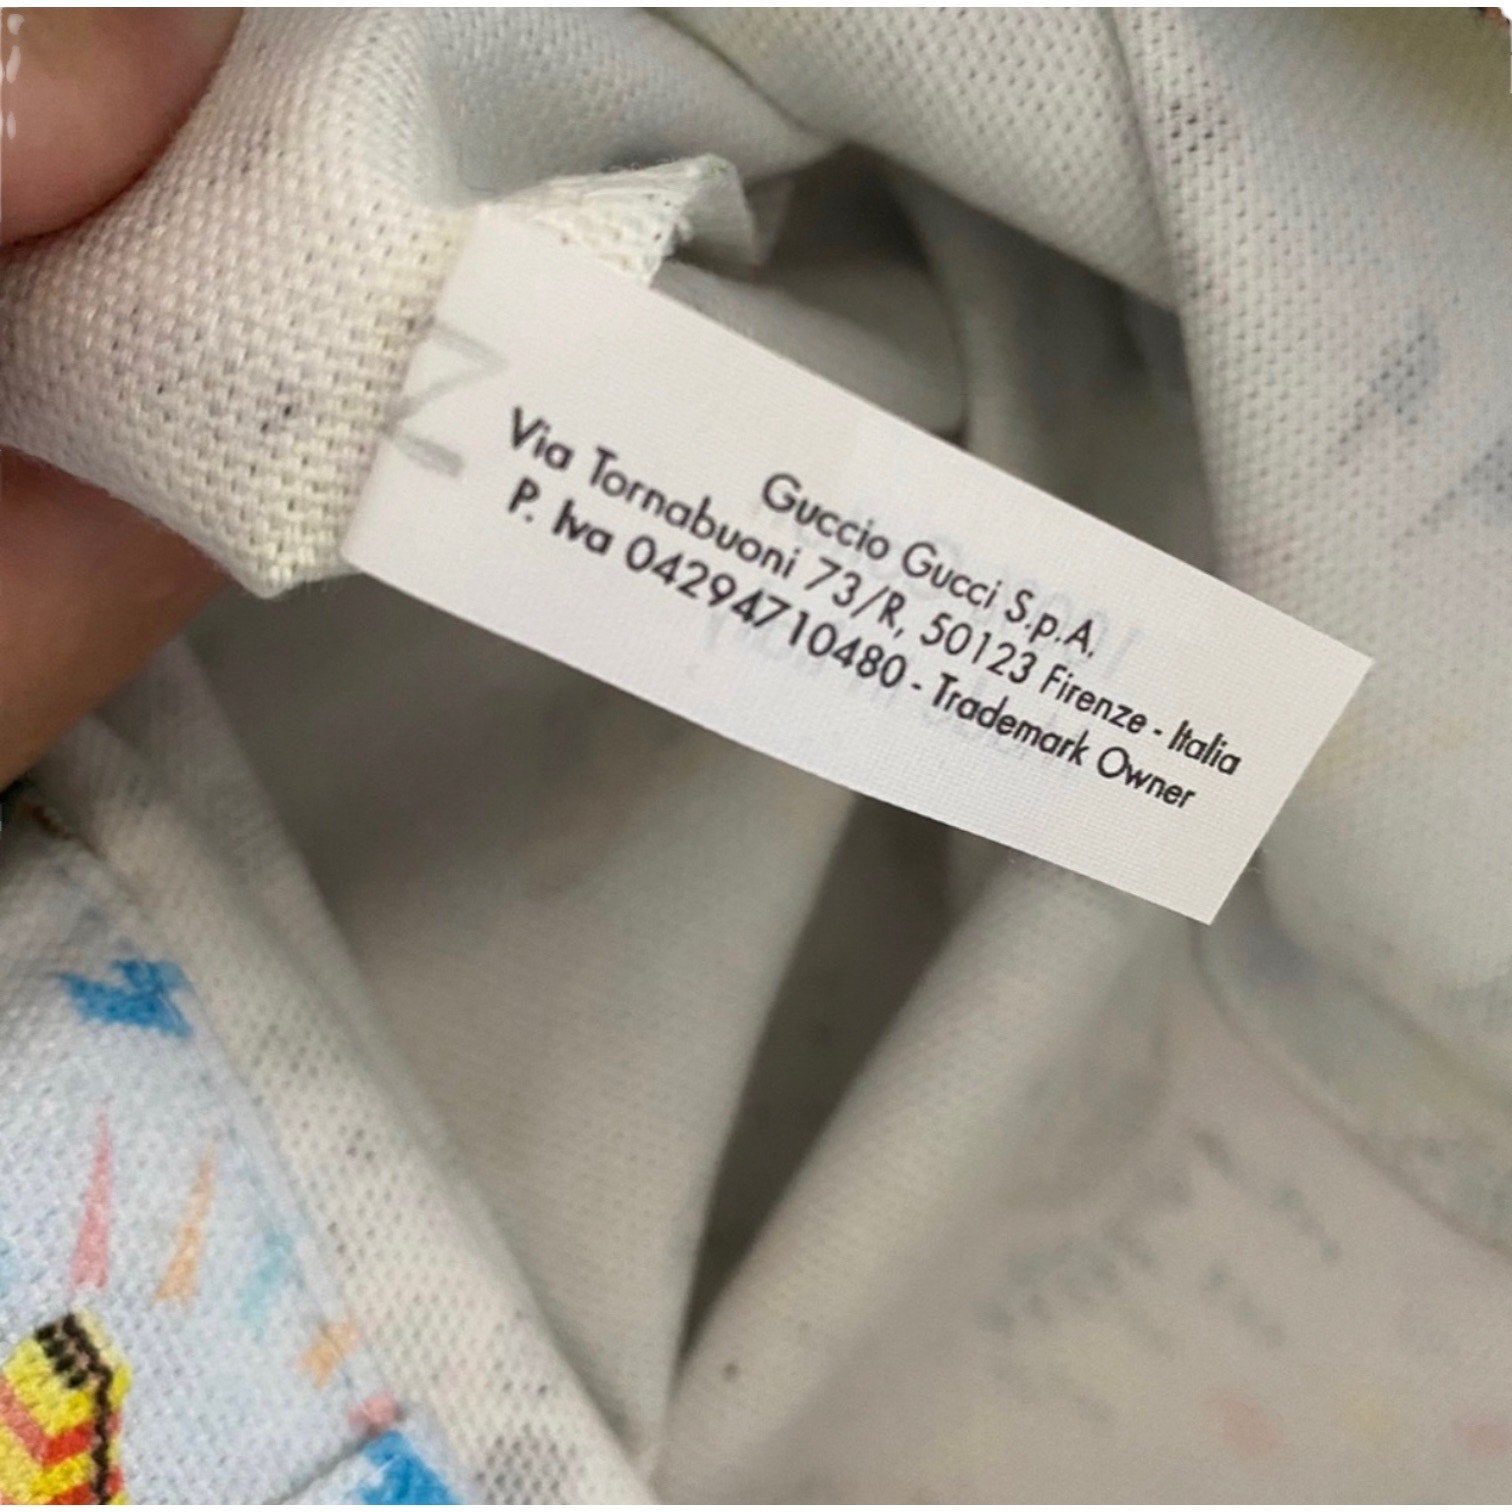 Guccio Gucci S.p.A.
Via Tornabuoni 73/R, 50123 Firenze - Italia
P. Iva 04294710480 - Trademark Owner